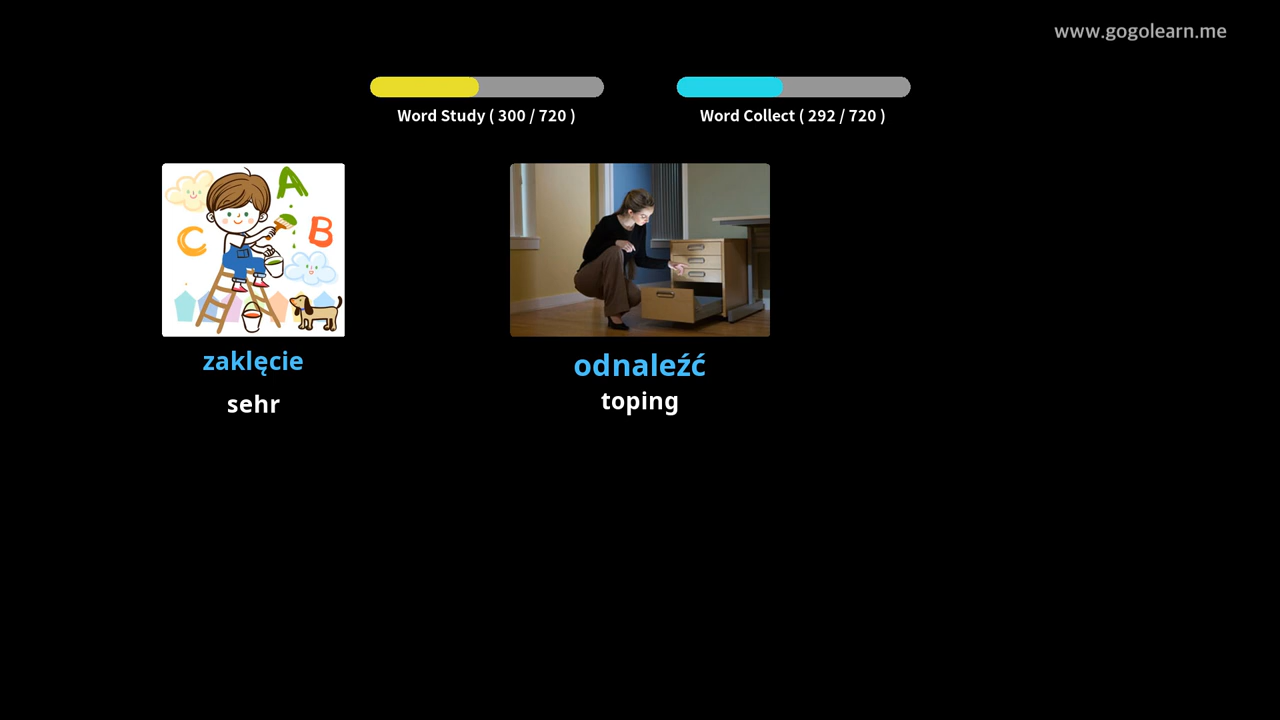 www.gogolearn.me
Word Study ( 300 / 720 )
Word Collect ( 292 / 720 )
A
B
C
zaklęcie
sehr
odnaleźć
toping